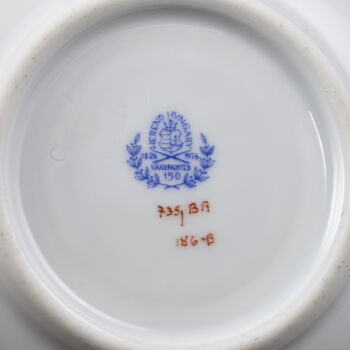 HEREND HUNGARY
1826 1976
HANDPAINTED
150
735, BA
186-B